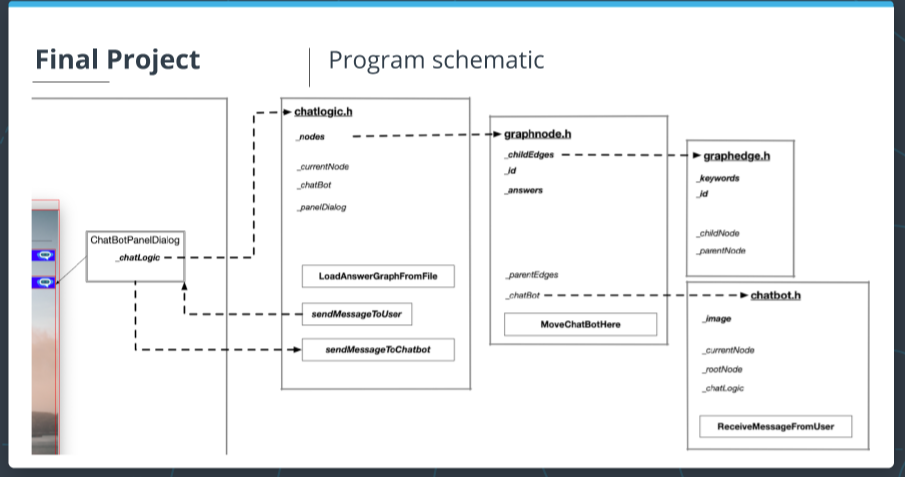 Final Project
Program schematic
ChatBotPanelDialog
_chatLogic
chatlogic.h
_nodes
_currentNode
_chatBot
_panelDialog
LoadAnswerGraphFromFile
sendMessageToUser
sendMessageToChatbot
graphnode.h
_childEdges
_id
_answers
_parentEdges
_chatBot
MoveChatBotHere
graphedge.h
_keywords
_id
_childNode
_parentNode
chatbot.h
_image
_currentNode
_rootNode
_chatLogic
ReceiveMessageFromUser